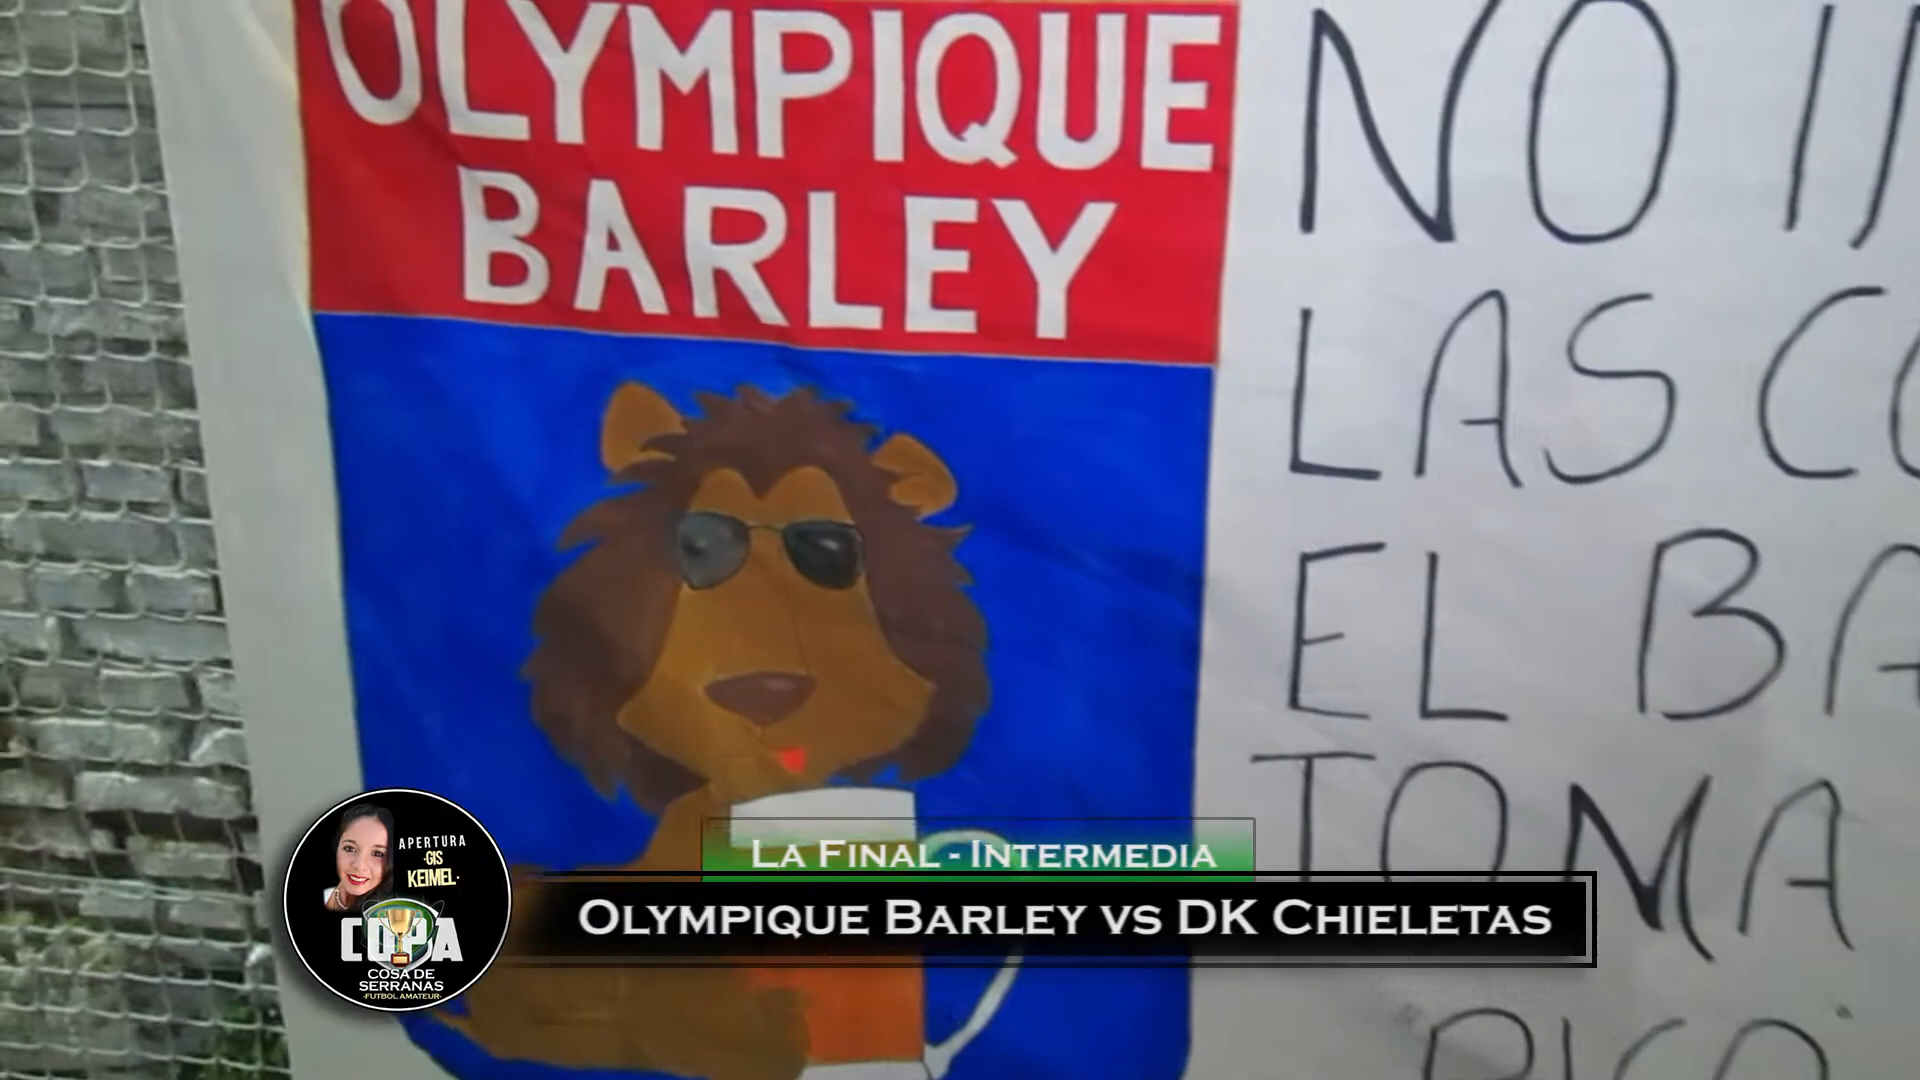 OLYMPIQUE
BARLEY
NO
LAS
EL
TOMA
APERTURA
·GIS
KEIMEL·
COPA
COSA DE
SERRANAS
·FUTBOL AMATEUR·
LA FINAL - INTERMEDIA
OLYMPIQUE BARLEY VS DK CHIELETAS